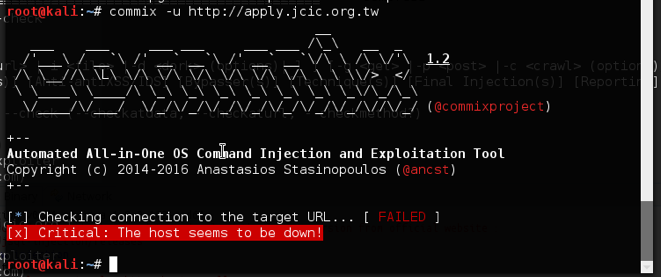 root@kali:~# commix -u http://apply.jcic.org.tw
1.2
(@commixproject)
+--
Automated All-in-One OS Command Injection and Exploitation Tool
Copyright (c) 2014-2016 Anastasios Stasinopoulos (@ancst)
+--
[*] Checking connection to the target URL... [ FAILED ]
[x] Critical: The host seems to be down!
root@kali:~#